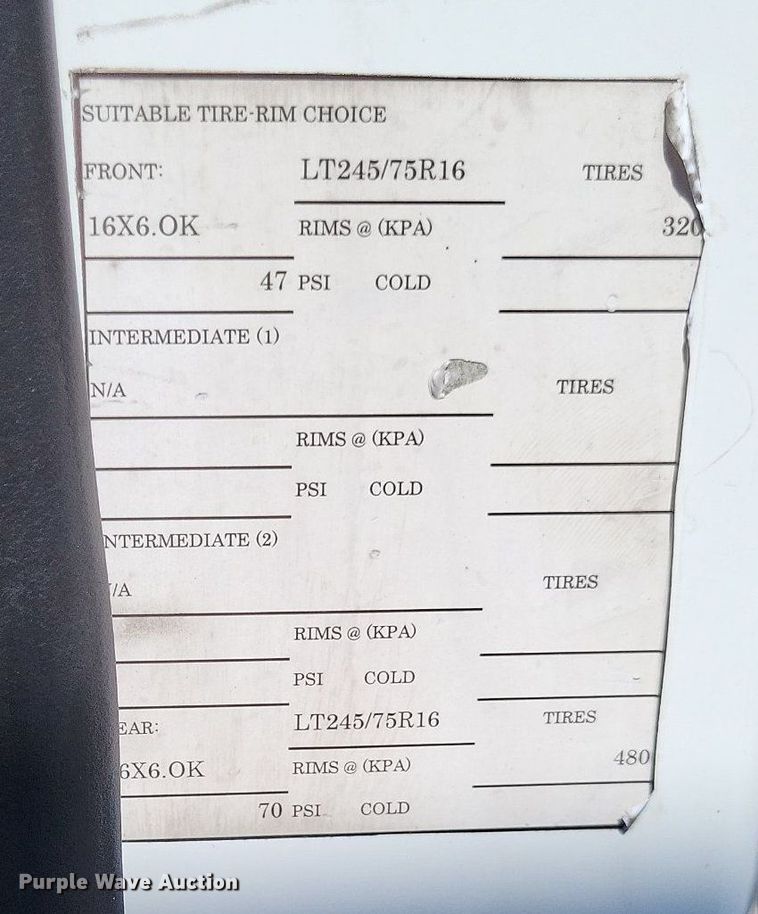 SUITABLE TIRE-RIM CHOICE
FRONT: LT245/75R16 TIRES
16X6.OK RIMS @ (KPA) 320
47 PSI COLD
INTERMEDIATE (1)
N/A TIRES
RIMS @ (KPA)
PSI COLD
NTERMEDIATE (2)
/A TIRES
RIMS @ (KPA)
PSI COLD
EAR: LT245/75R16 TIRES
6X6.OK RIMS @ (KPA) 480
70 PSI COLD
Purple Wave Auction